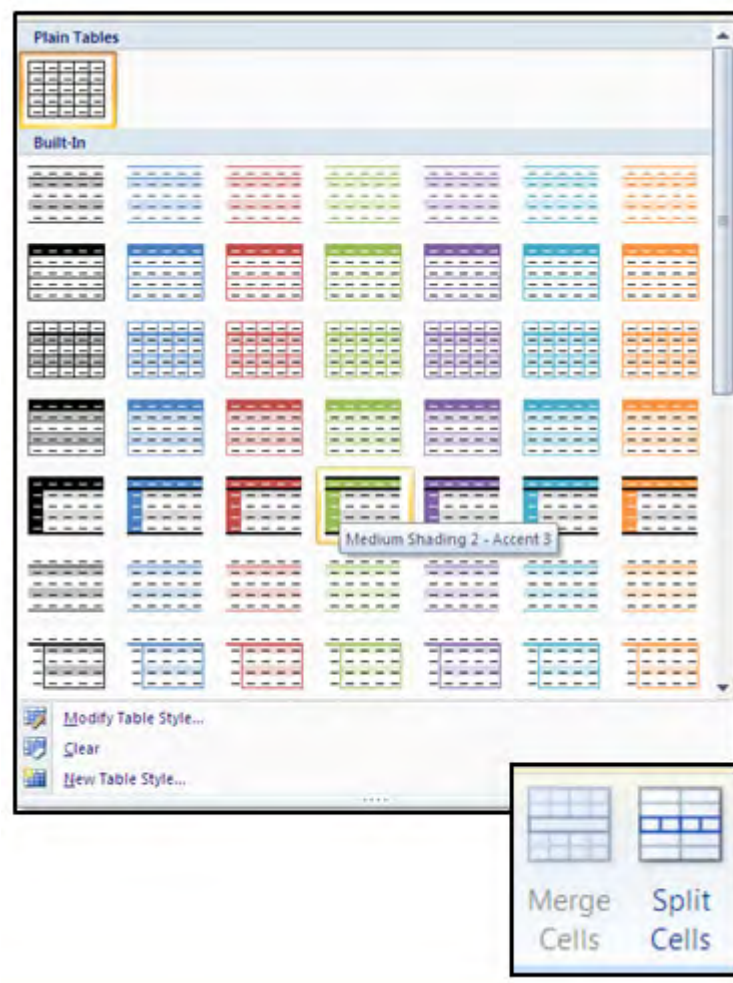 Plain Tables
Built-In
Medium Shading 2 - Accent 3
Modify Table Style...
Clear
New Table Style...
Merge
Cells
Split
Cells